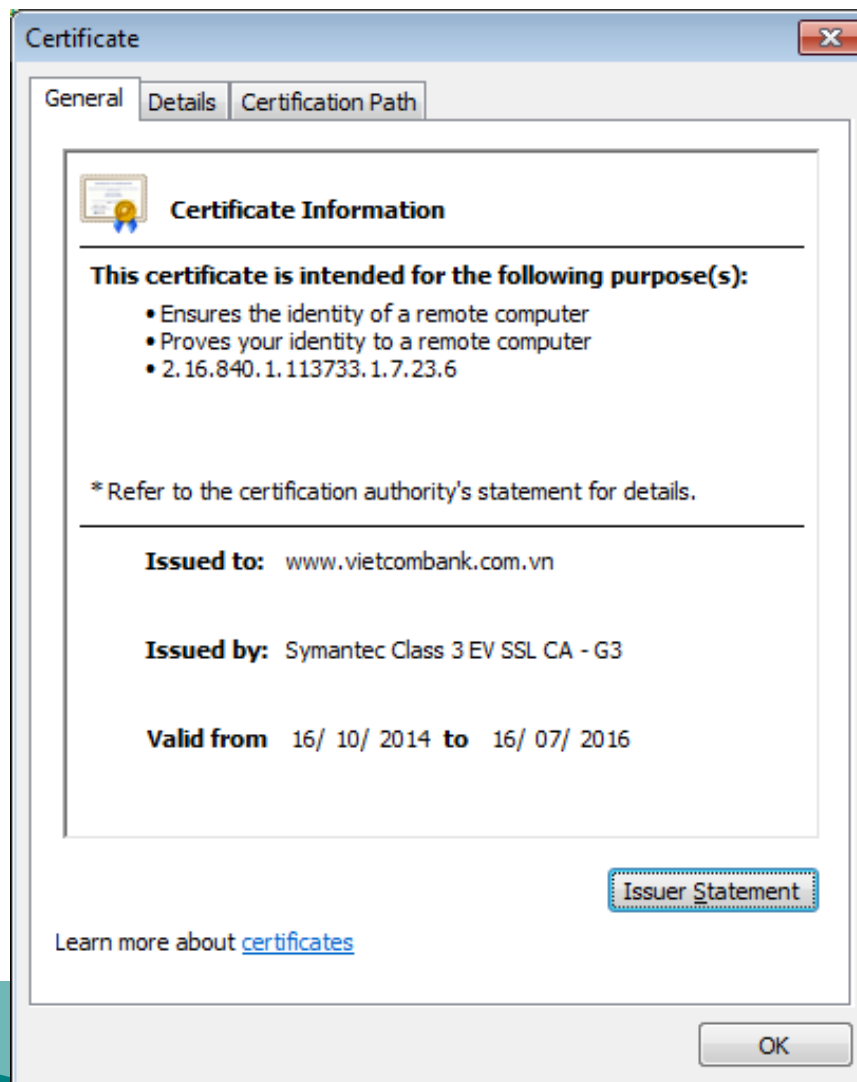 Certificate
General Details Certification Path
Certificate Information
This certificate is intended for the following purpose(s):
• Ensures the identity of a remote computer
• Proves your identity to a remote computer
• 2.16.840.1.113733.1.7.23.6
* Refer to the certification authority's statement for details.
Issued to: www.vietcombank.com.vn
Issued by: Symantec Class 3 EV SSL CA - G3
Valid from 16/ 10/ 2014 to 16/ 07/ 2016
Issuer Statement
Learn more about certificates
OK